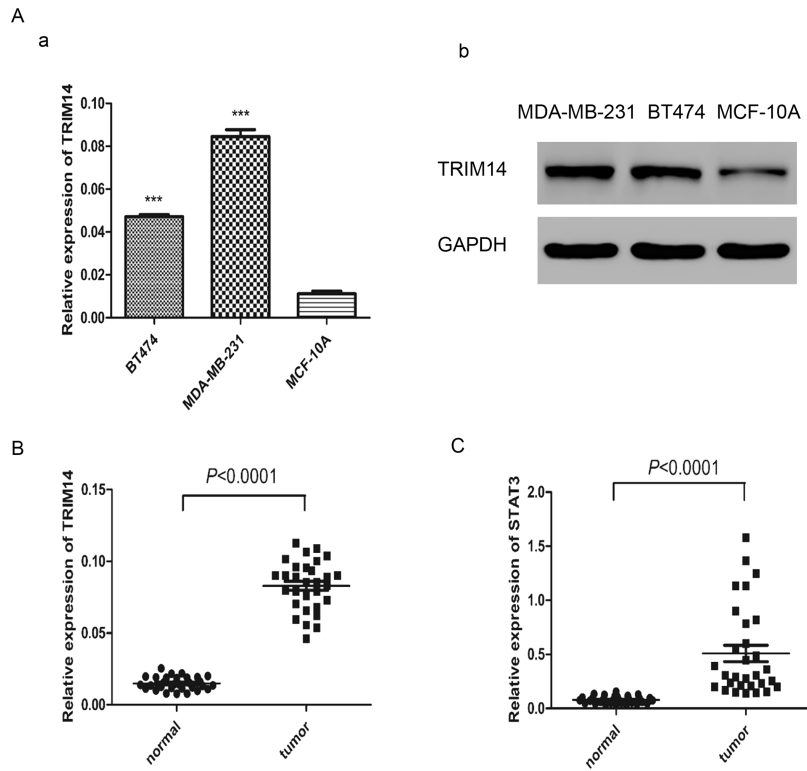 A
a
Relative expression of TRIM14
0.10
0.08
0.06
0.04
0.02
0.00
***
***
BT474
MDA-MB-231
MCF-10A
b
MDA-MB-231 BT474 MCF-10A
TRIM14
GAPDH
B
Relative expression of TRIM14
0.15
0.10
0.05
0.00
P<0.0001
normal
tumor
C
Relative expression of STAT3
2.0
1.5
1.0
0.5
0.0
P<0.0001
normal
tumor